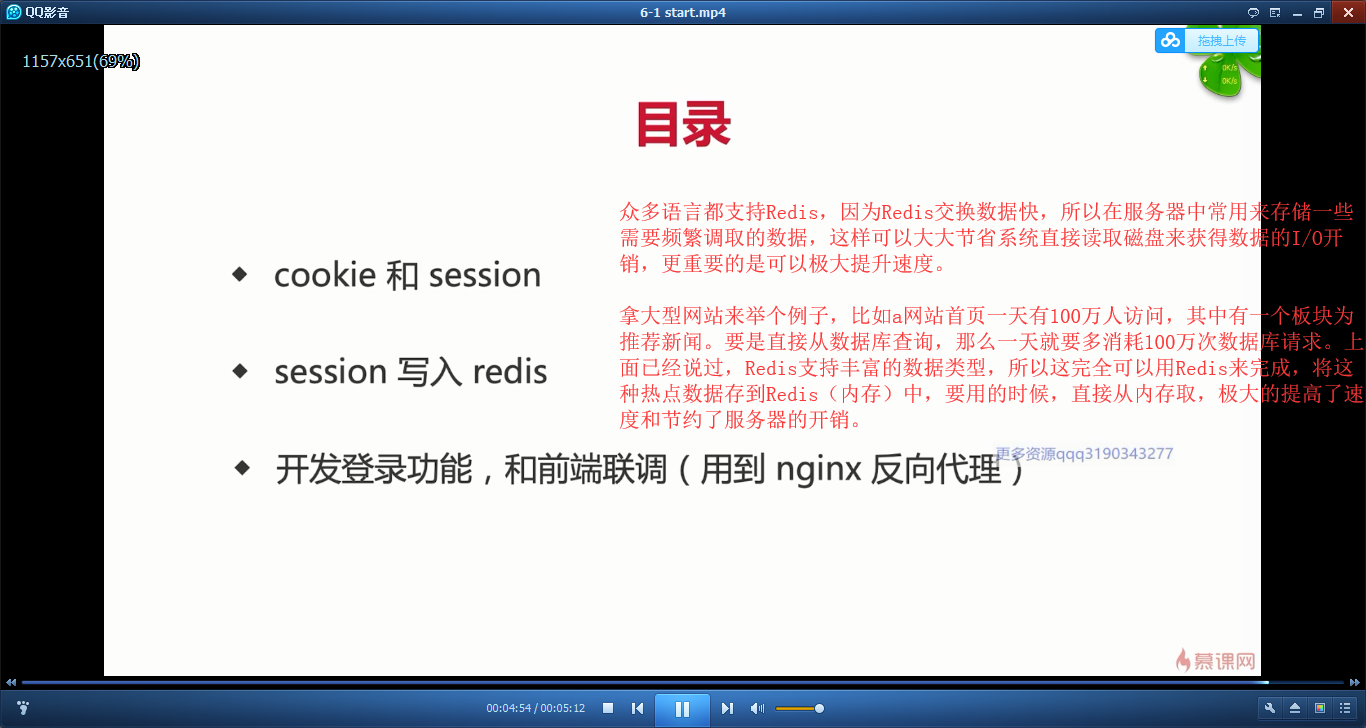 QQ影音
6-1 start.mp4
1157x651(69%)
拖拽上传
0K/s
0K/s
目录
众多语言都支持Redis，因为Redis交换数据快，所以在服务器中常用来存储一些
需要频繁调取的数据，这样可以大大节省系统直接读取磁盘来获得数据的I/O开
销，更重要的是可以极大提升速度。
cookie 和 session
拿大型网站来举个例子，比如a网站首页一天有100万人访问，其中有一个板块为
推荐新闻。要是直接从数据库查询，那么一天就要多消耗100万次数据库请求。上
面已经说过，Redis支持丰富的数据类型，所以这完全可以用Redis来完成，将这
种热点数据存到Redis（内存）中，要用的时候，直接从内存取，极大的提高了速
度和节约了服务器的开销。
session 写入 redis
更多资源qqq3190343277
开发登录功能，和前端联调（用到 nginx 反向代理）
慕课网
00:04:54 / 00:05:12